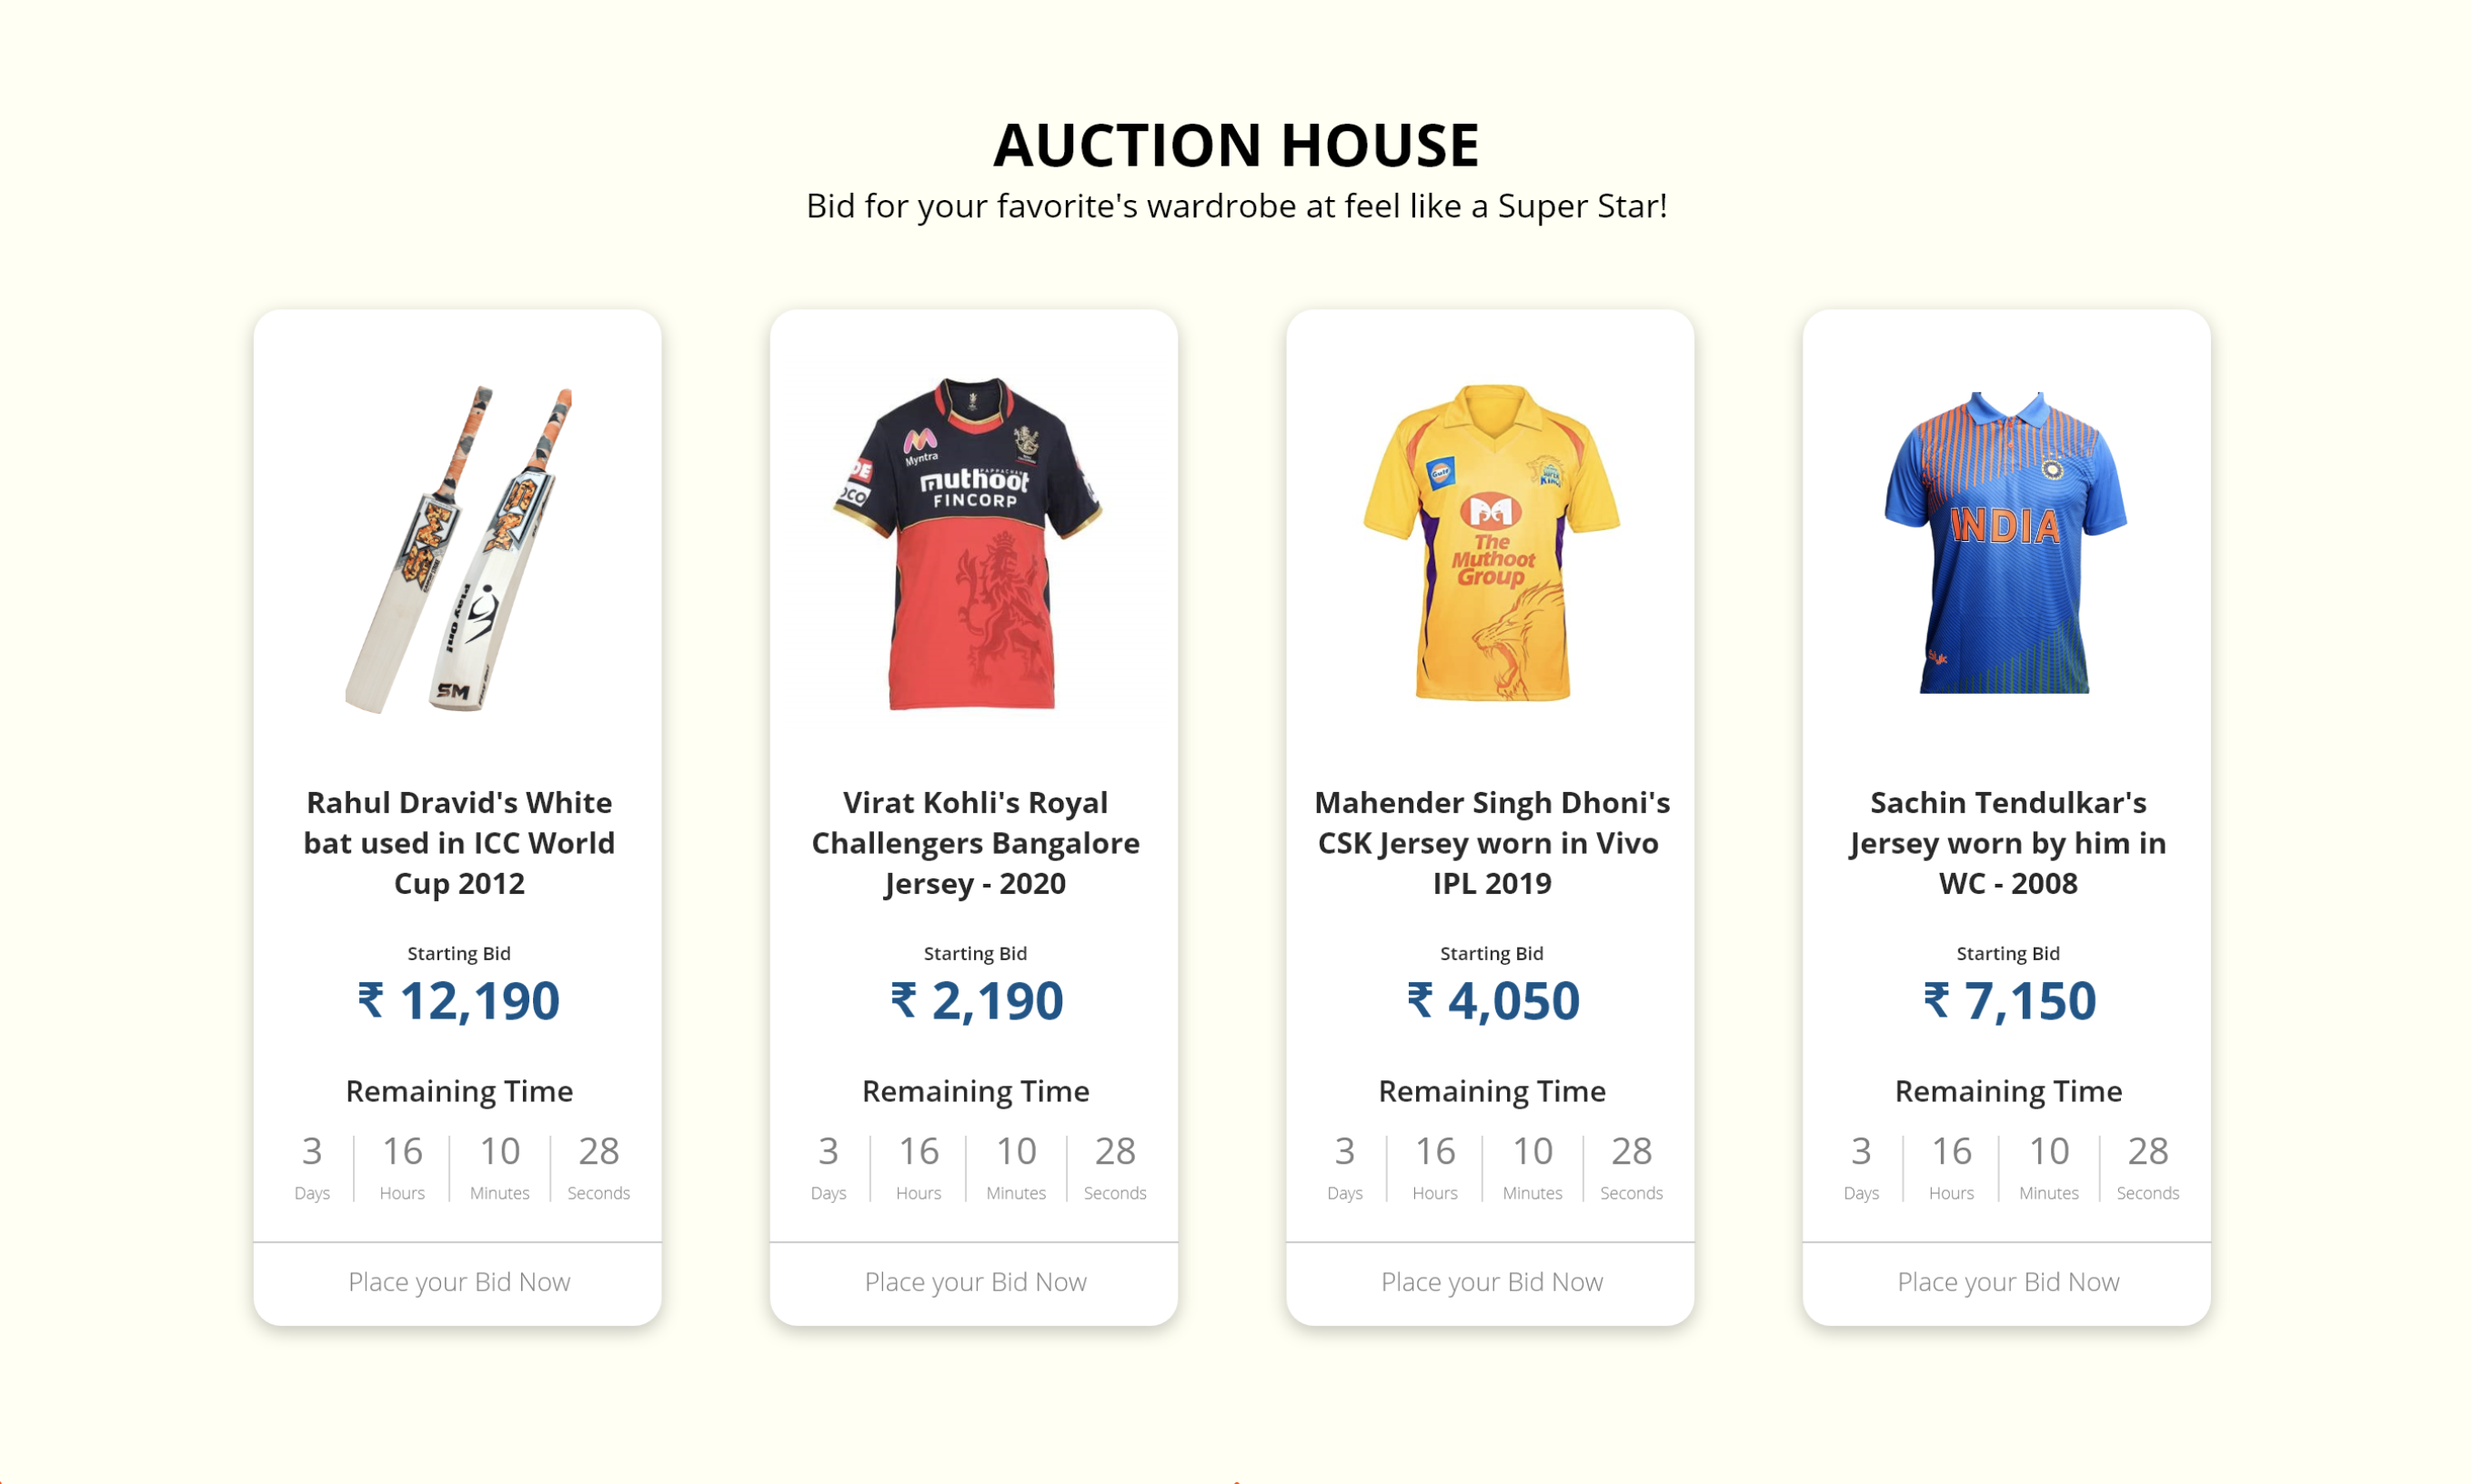 AUCTION HOUSE
Bid for your favorite's wardrobe at feel like a Super Star!
Play On!
SM
Myntra
muthoot
FINCORP
Gulf
The
Muthoot
Group
INDIA
Rahul Dravid's White
bat used in ICC World
Cup 2012
Starting Bid
₹ 12,190
Remaining Time
3 16 10 28
Days Hours Minutes Seconds
Place your Bid Now
Virat Kohli's Royal
Challengers Bangalore
Jersey - 2020
Starting Bid
₹ 2,190
Remaining Time
3 16 10 28
Days Hours Minutes Seconds
Place your Bid Now
Mahender Singh Dhoni's
CSK Jersey worn in Vivo
IPL 2019
Starting Bid
₹ 4,050
Remaining Time
3 16 10 28
Days Hours Minutes Seconds
Place your Bid Now
Sachin Tendulkar's
Jersey worn by him in
WC - 2008
Starting Bid
₹ 7,150
Remaining Time
3 16 10 28
Days Hours Minutes Seconds
Place your Bid Now